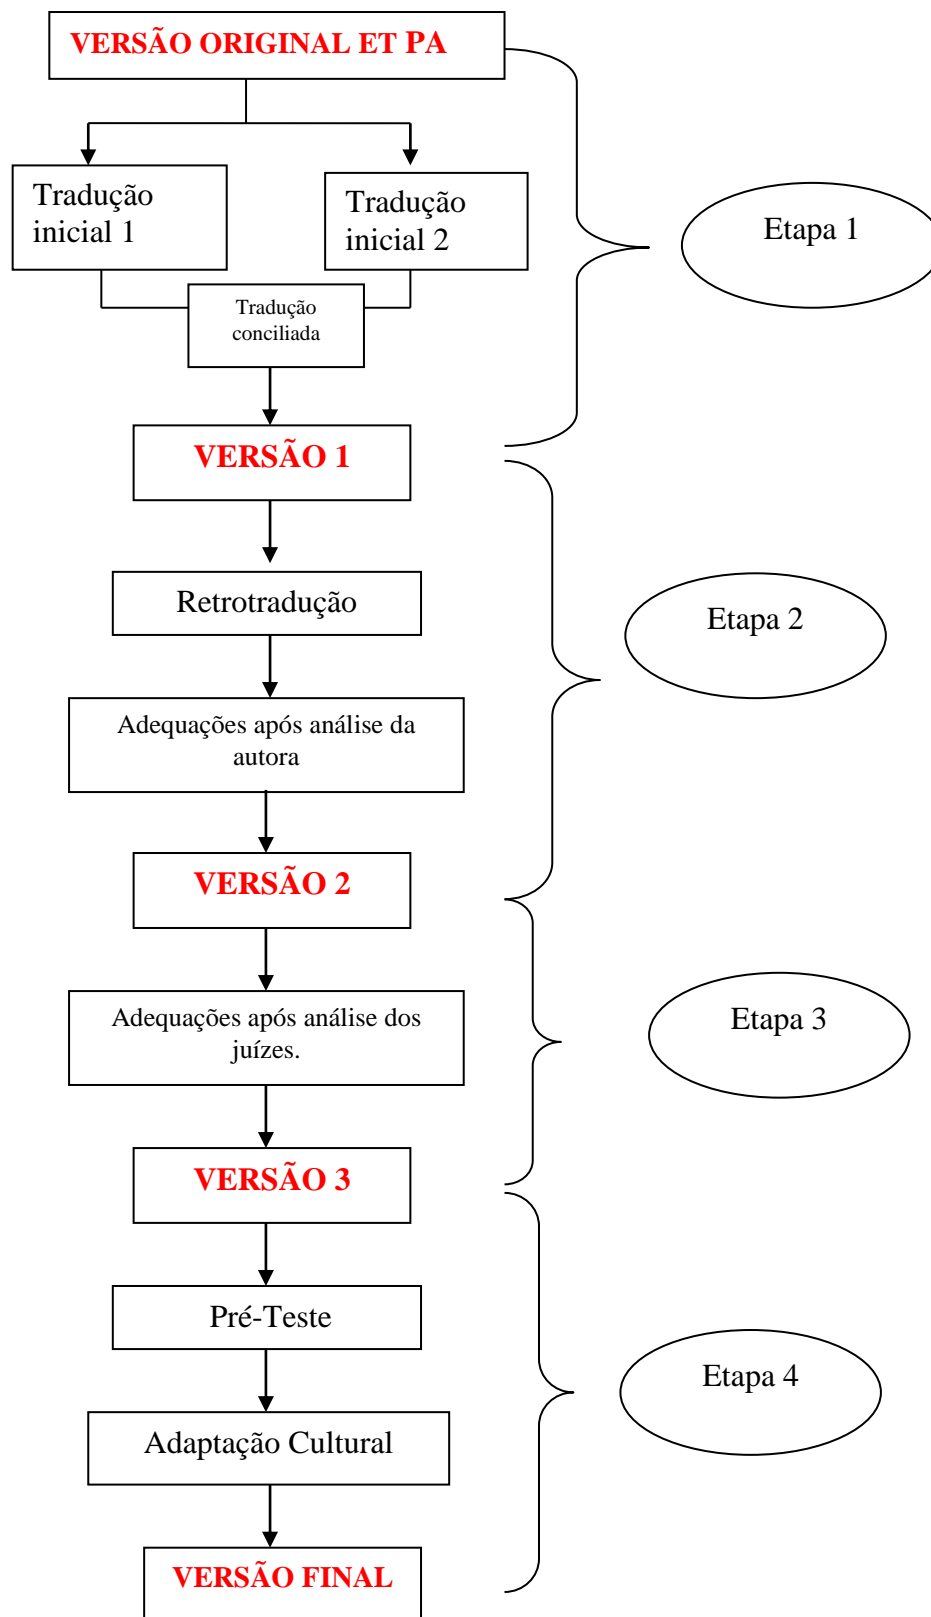 VERSÃO ORIGINAL ET PA
Tradução
inicial 1
Tradução
inicial 2
Etapa 1
Tradução
conciliada
VERSÃO 1
Retrotradução
Etapa 2
Adequações após análise da
autora
VERSÃO 2
Adequações após análise dos
juízes.
Etapa 3
VERSÃO 3
Pré-Teste
Etapa 4
Adaptação Cultural
VERSÃO FINAL